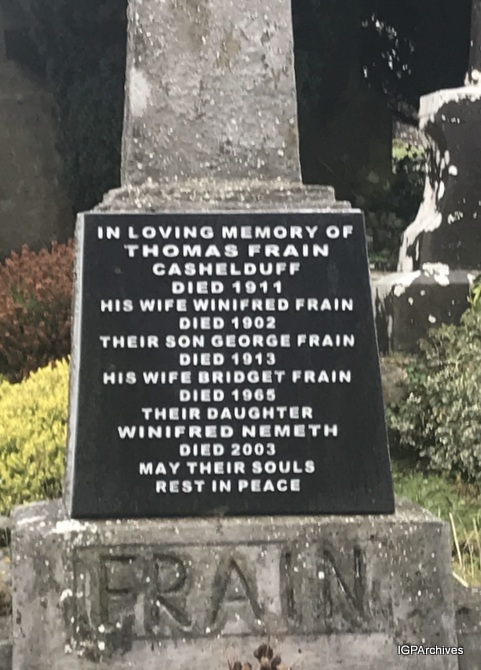 IN LOVING MEMORY OF
THOMAS FRAIN
CASHELDUFF
DIED 1911
HIS WIFE WINIFRED FRAIN
DIED 1902
THEIR SON GEORGE FRAIN
DIED 1913
HIS WIFE BRIDGET FRAIN
DIED 1965
THEIR DAUGHTER
WINIFRED NEMETH
DIED 2003
MAY THEIR SOULS
REST IN PEACE
FRAIN
IGPArchives